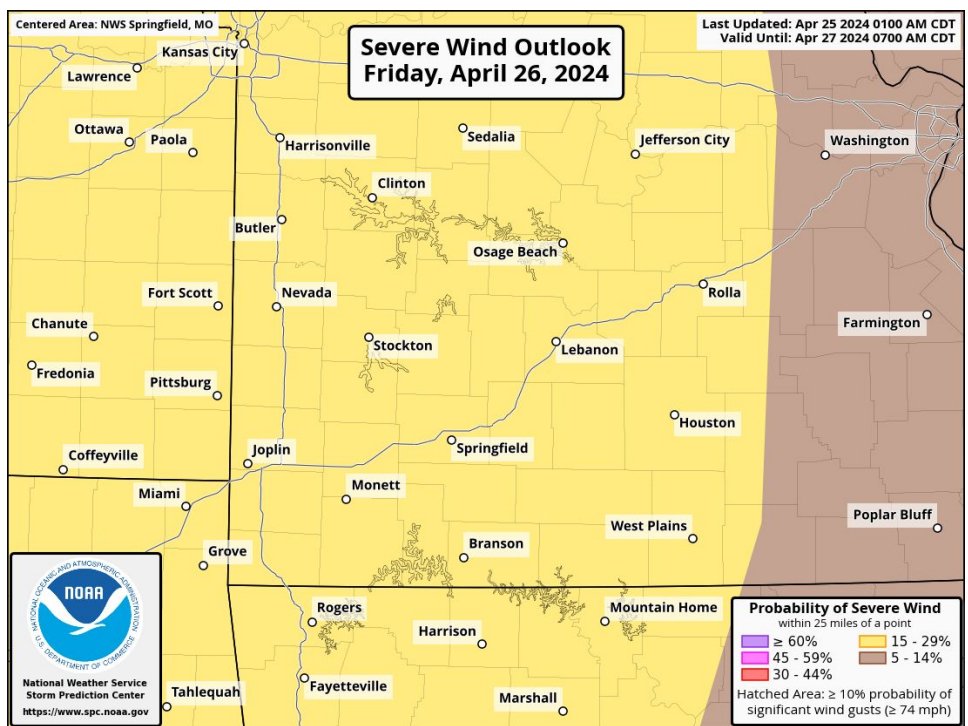 Centered Area: NWS Springfield, MO
Severe Wind Outlook
Friday, April 26, 2024
Last Updated: Apr 25 2024 0100 AM CDT
Valid Until: Apr 27 2024 0700 AM CDT
Kansas City
Lawrence
Ottawa
Paola
Harrisonville
Sedalia
Jefferson City
Washington
Clinton
Butler
Osage Beach
Fort Scott
Nevada
Rolla
Chanute
Stockton
Lebanon
Farmington
Fredonia
Pittsburg
Houston
Coffeyville
Joplin
Springfield
Miami
Monett
West Plains
Poplar Bluff
Grove
Branson
Rogers
Harrison
Mountain Home
Tahlequah
Fayetteville
Marshall
NATIONAL OCEANIC AND ATMOSPHERIC ADMINISTRATION
NOAA
U.S. DEPARTMENT OF COMMERCE
National Weather Service
Storm Prediction Center
https://www.spc.noaa.gov
Probability of Severe Wind
within 25 miles of a point
≥ 60%
45 - 59%
30 - 44%
15 - 29%
5 - 14%
Hatched Area: ≥ 10% probability of
significant wind gusts (≥ 74 mph)